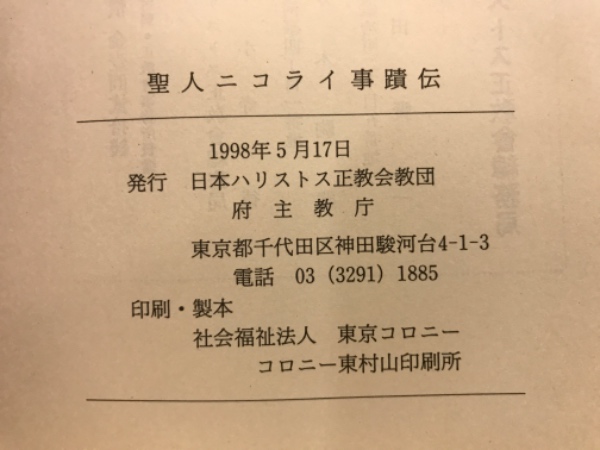 聖人ニコライ事蹟伝
1998年5月17日
発行 日本ハリストス正教会教団
府主教庁
東京都千代田区神田駿河台4-1-3
電話 03 (3291) 1885
印刷・製本
社会福祉法人 東京コロニー
コロニー東村山印刷所